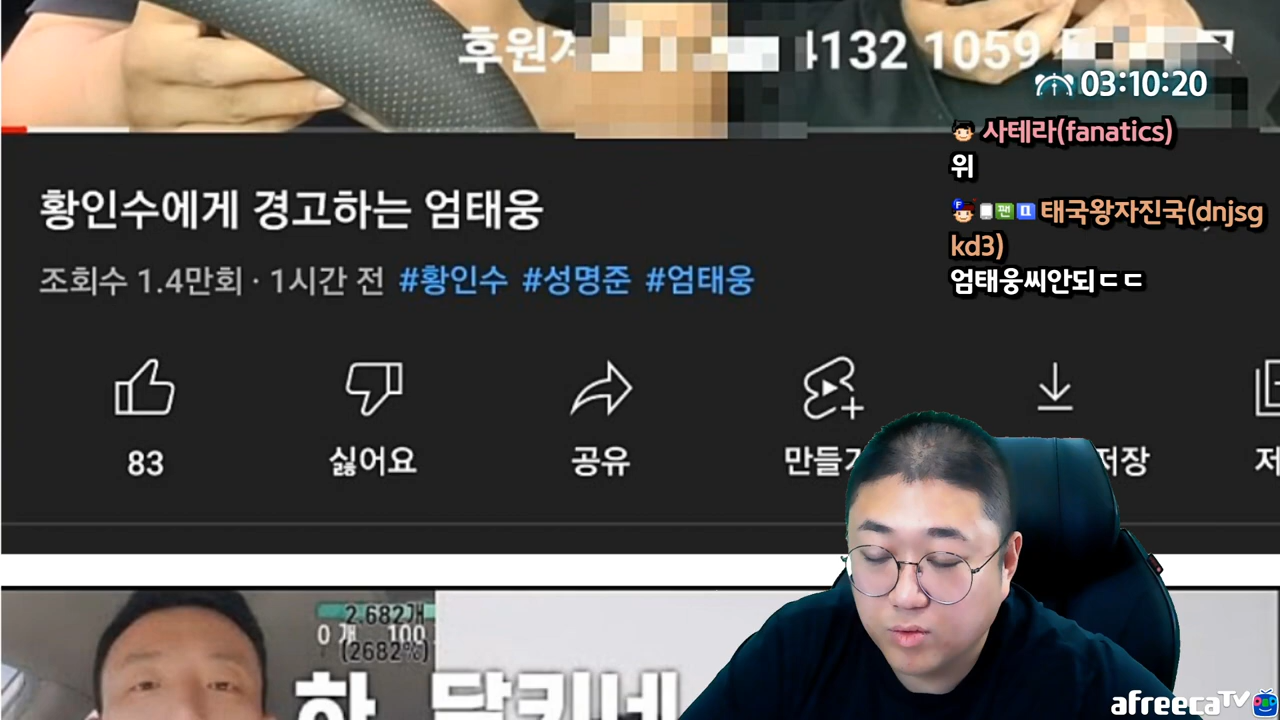 후원계
4132 1059
03:10:20
사테라(fanatics)
위
태국왕자진국(dnjsg
kd3)
엄태웅씨안되ㄷㄷ
황인수에게 경고하는 엄태웅
조회수 1.4만회 · 1시간 전 #황인수 #성명준 #엄태웅
83
싫어요
공유
만들기
저장
2.682개
0 개 100
(2682%)
afreecaTV